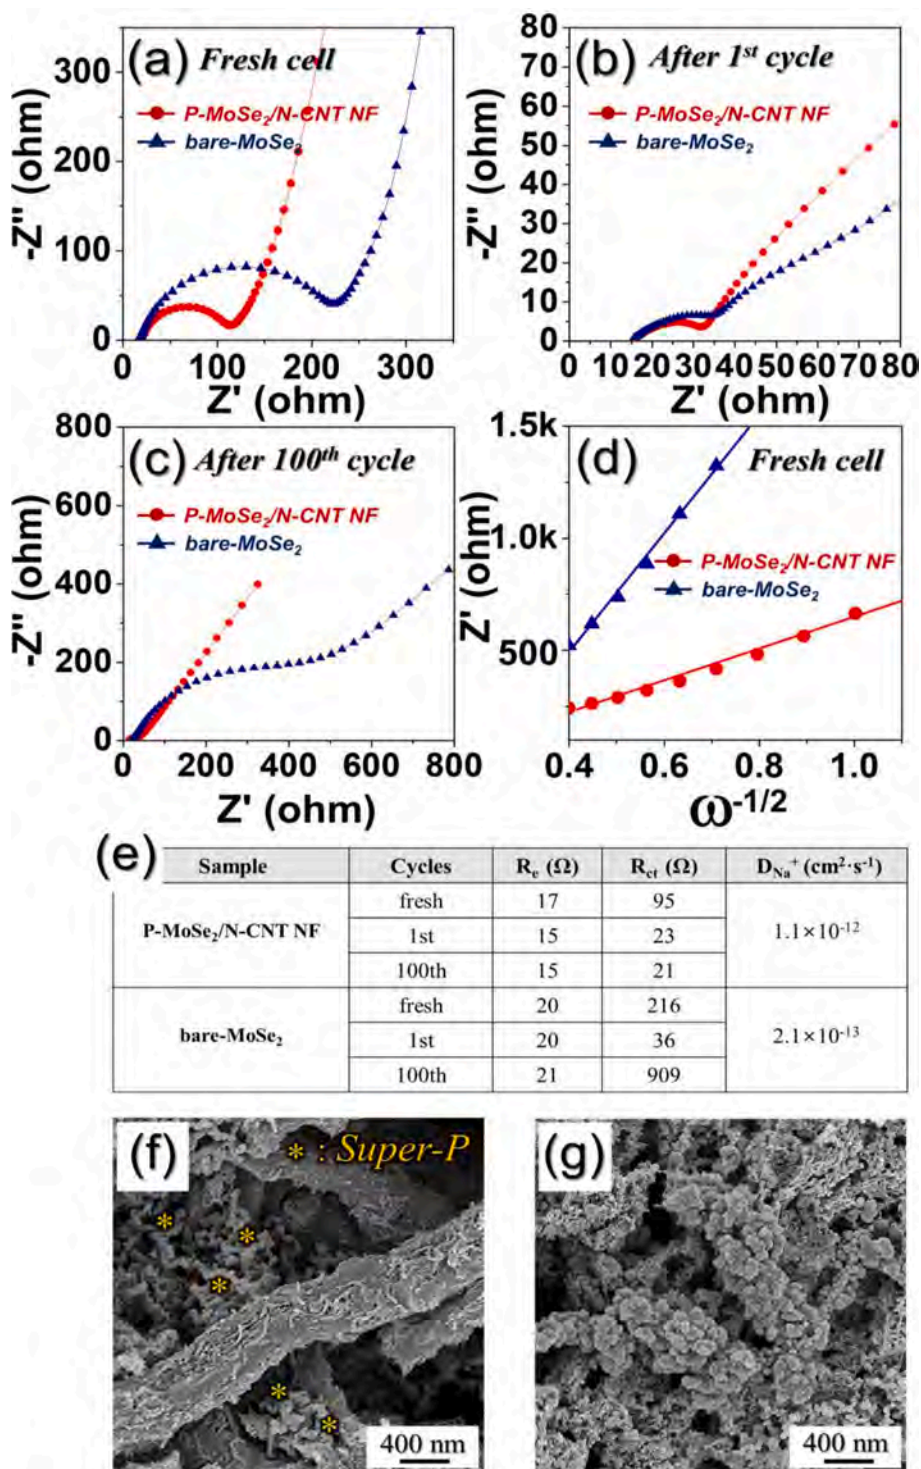 (a) Fresh cell
P-MoSe₂/N-CNT NF
bare-MoSe₂
-Z'' (ohm)
300
200
100
0
0 50 100 150 200 250 300
Z' (ohm)
(b) After 1st cycle
P-MoSe₂/N-CNT NF
bare-MoSe₂
-Z'' (ohm)
80
70
60
50
40
30
20
10
0
0 10 20 30 40 50 60 70 80
Z' (ohm)
(c) After 100th cycle
P-MoSe₂/N-CNT NF
bare-MoSe₂
-Z'' (ohm)
800
600
400
200
0
0 200 400 600 800
Z' (ohm)
(d) Fresh cell
P-MoSe₂/N-CNT NF
bare-MoSe₂
Z' (ohm)
1.5k
1.0k
500
0.4 0.6 0.8 1.0
ω-1/2
(e)
Sample Cycles Re (Ω) Rct (Ω) DNa+ (cm²·s-1)
P-MoSe₂/N-CNT NF fresh 17 95 1.1×10-12
1st 15 23
100th 15 21
bare-MoSe₂ fresh 20 216 2.1×10-13
1st 20 36
100th 21 909
(f) * : Super-P
* * * * *
400 nm
(g)
400 nm